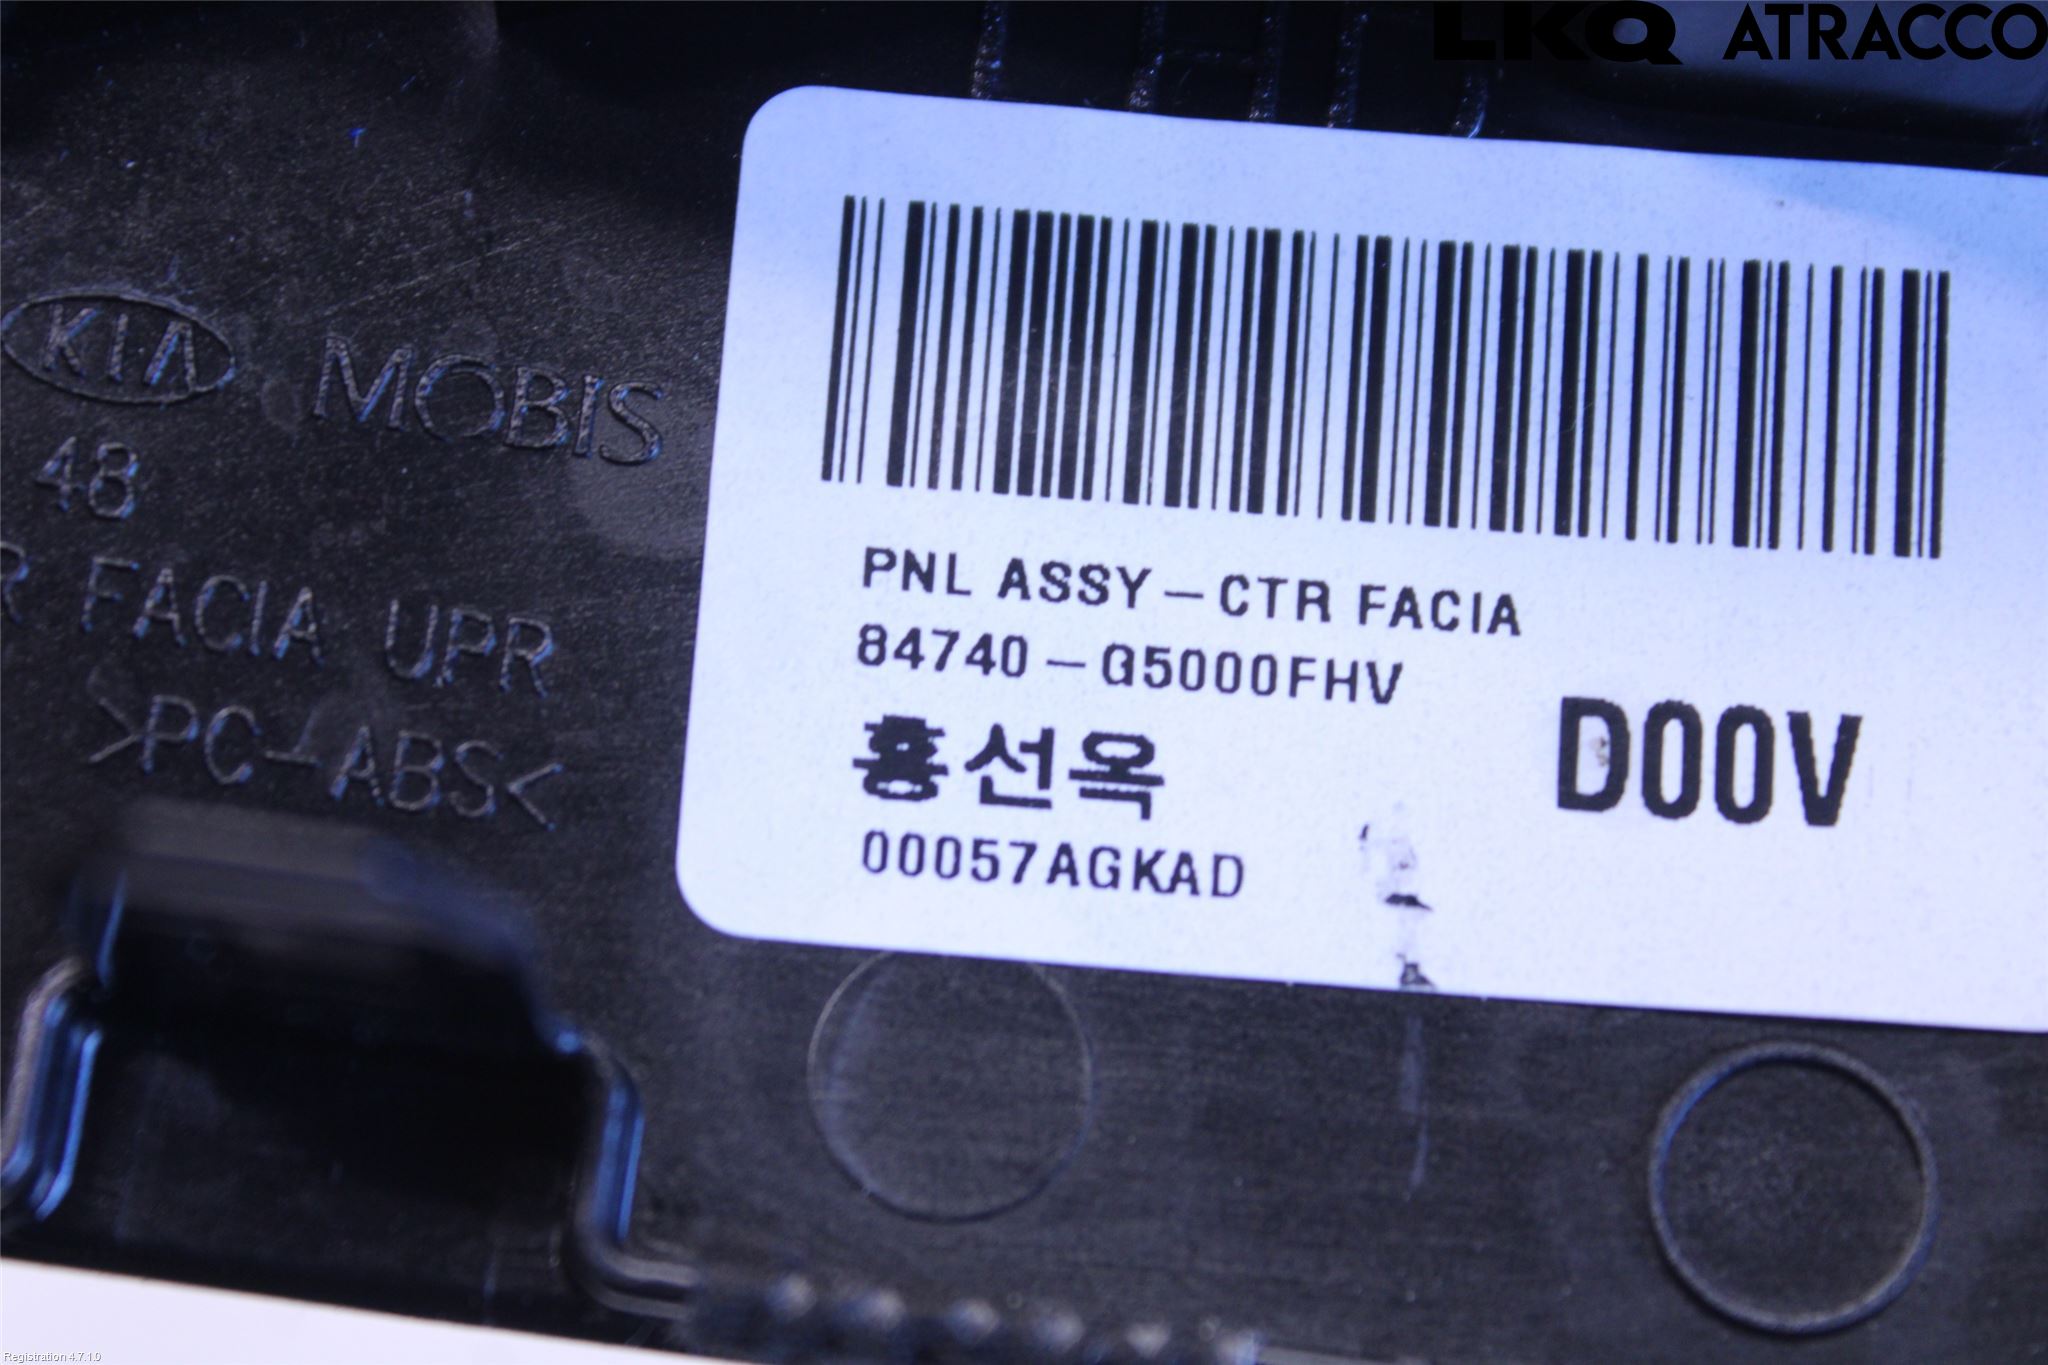 LKQ ATRACCO
KIA MOBIS
48
R FACIA UPR
>PC-ABS<
PNL ASSY-CTR FACIA
84740-G5000FHV
홍선옥
D00V
00057AGKAD
Registration 4.7.1.0